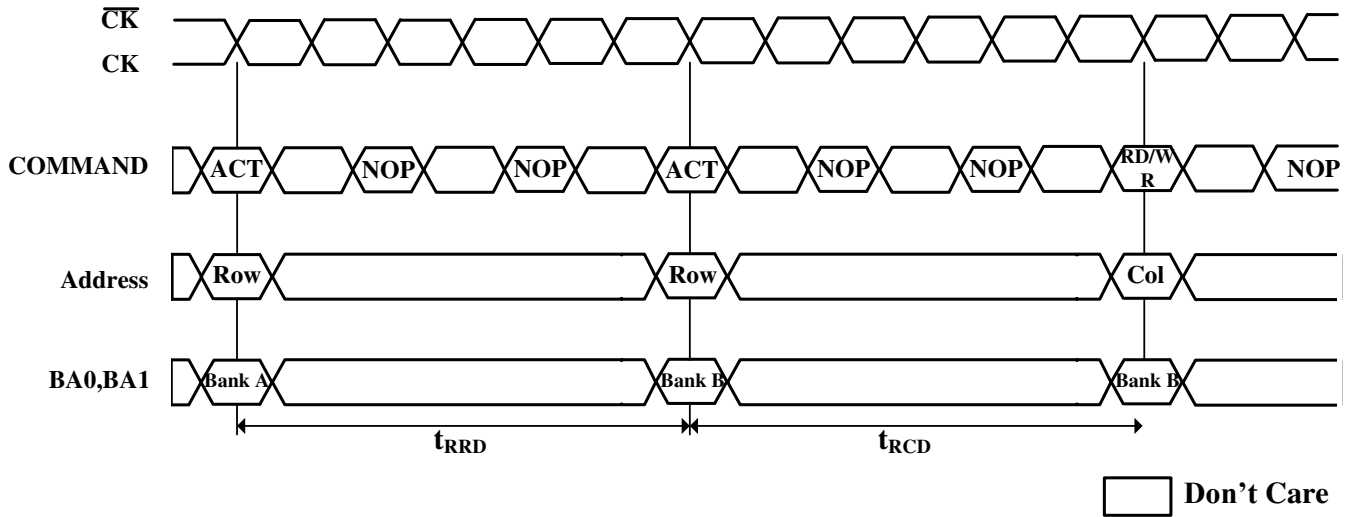 CK
CK
COMMAND ACT NOP NOP ACT NOP NOP RD/W
R NOP
Address Row Row Col
BA0,BA1 Bank A Bank B Bank B
tRRD tRCD
Don't Care